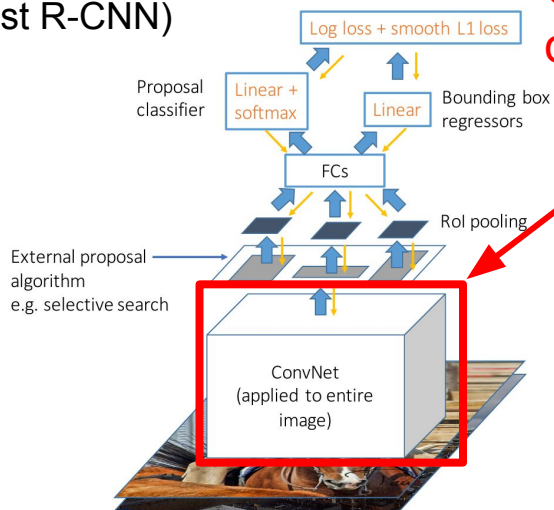 st R-CNN)
Log loss + smooth L1 loss
Proposal
classifier
Linear +
softmax
Linear
Bounding box
regressors
FCs
RoI pooling
External proposal
algorithm
e.g. selective search
ConvNet
(applied to entire
image)